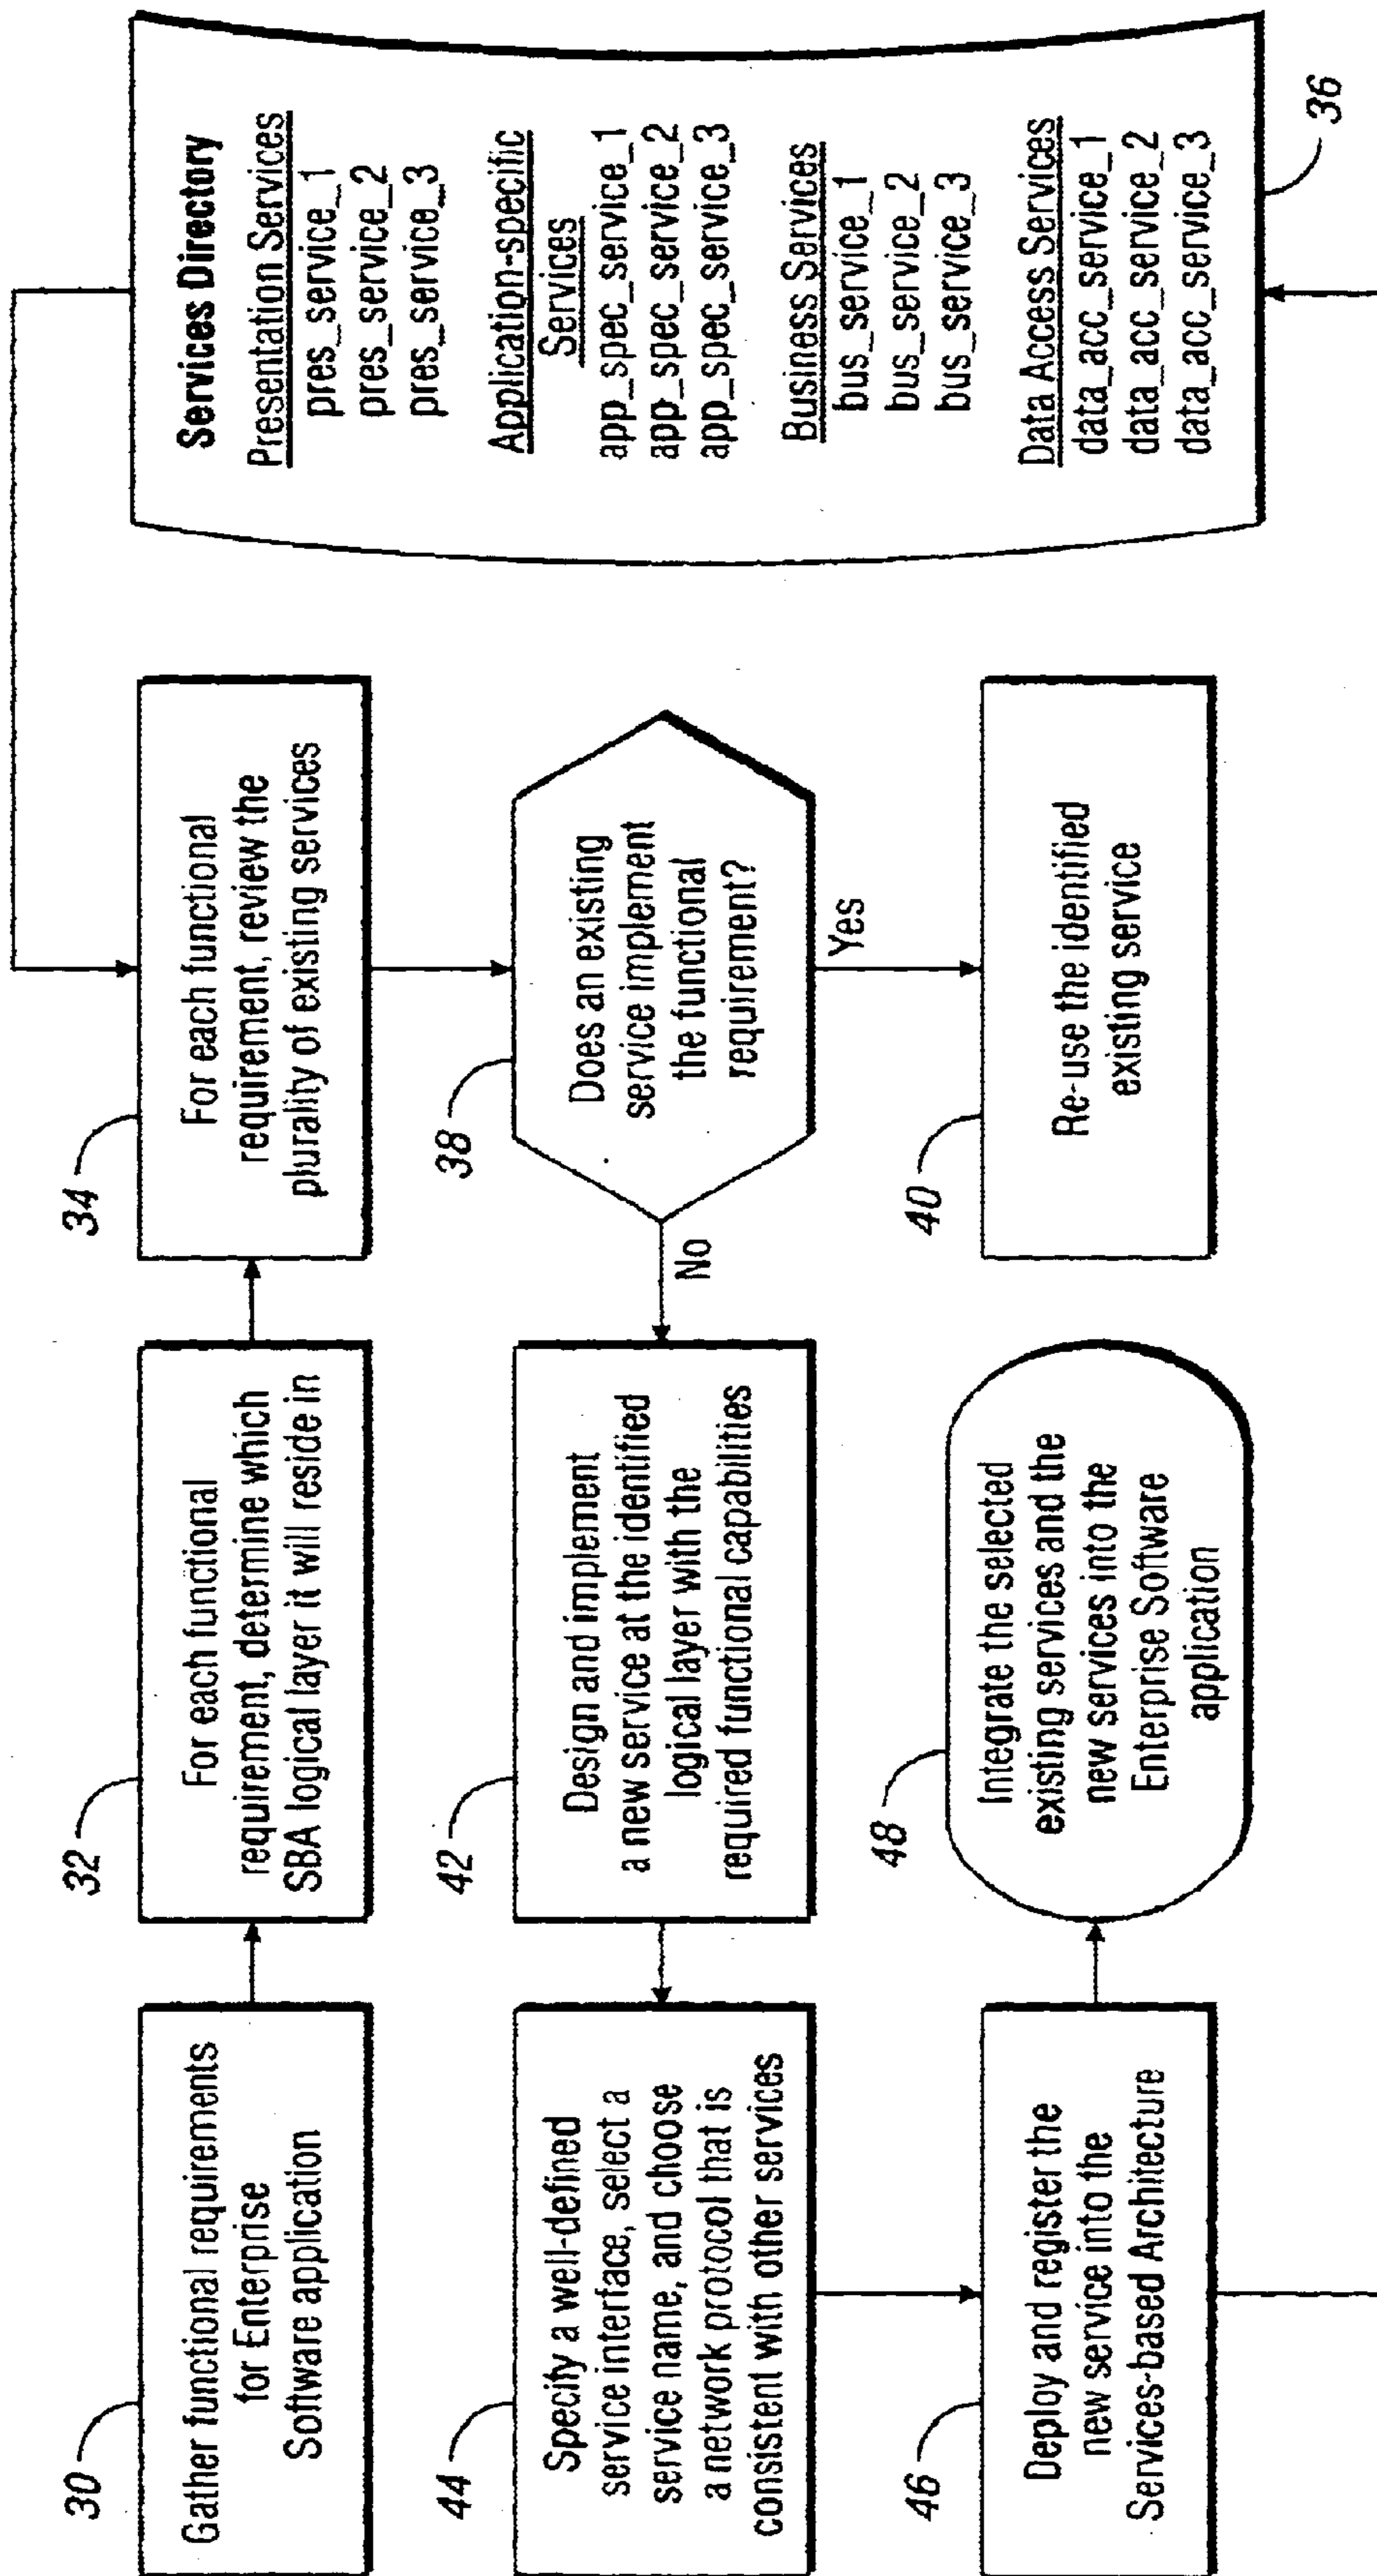 30
Gather functional requirements
for Enterprise
Software application
32
For each functional
requirement, determine which
SBA logical layer it will reside in
34
For each functional
requirement, review the
plurality of existing services
Services Directory
Presentation Services
pres_service_1
pres_service_2
pres_service_3
Application-specific
Services
app_spec_service_1
app_spec_service_2
app_spec_service_3
Business Services
bus_service_1
bus_service_2
bus_service_3
Data Access Services
data_acc_service_1
data_acc_service_2
data_acc_service_3
36
38
Does an existing
service implement
the functional
requirement?
No
Yes
42
Design and implement
a new service at the identified
logical layer with the
required functional capabilities
44
Specify a well-defined
service interface, select a
service name, and choose
a network protocol that is
consistent with other services
46
Deploy and register the
new service into the
Services-based Architecture
48
Integrate the selected
existing services and the
new services into the
Enterprise Software
application
40
Re-use the identified
existing service